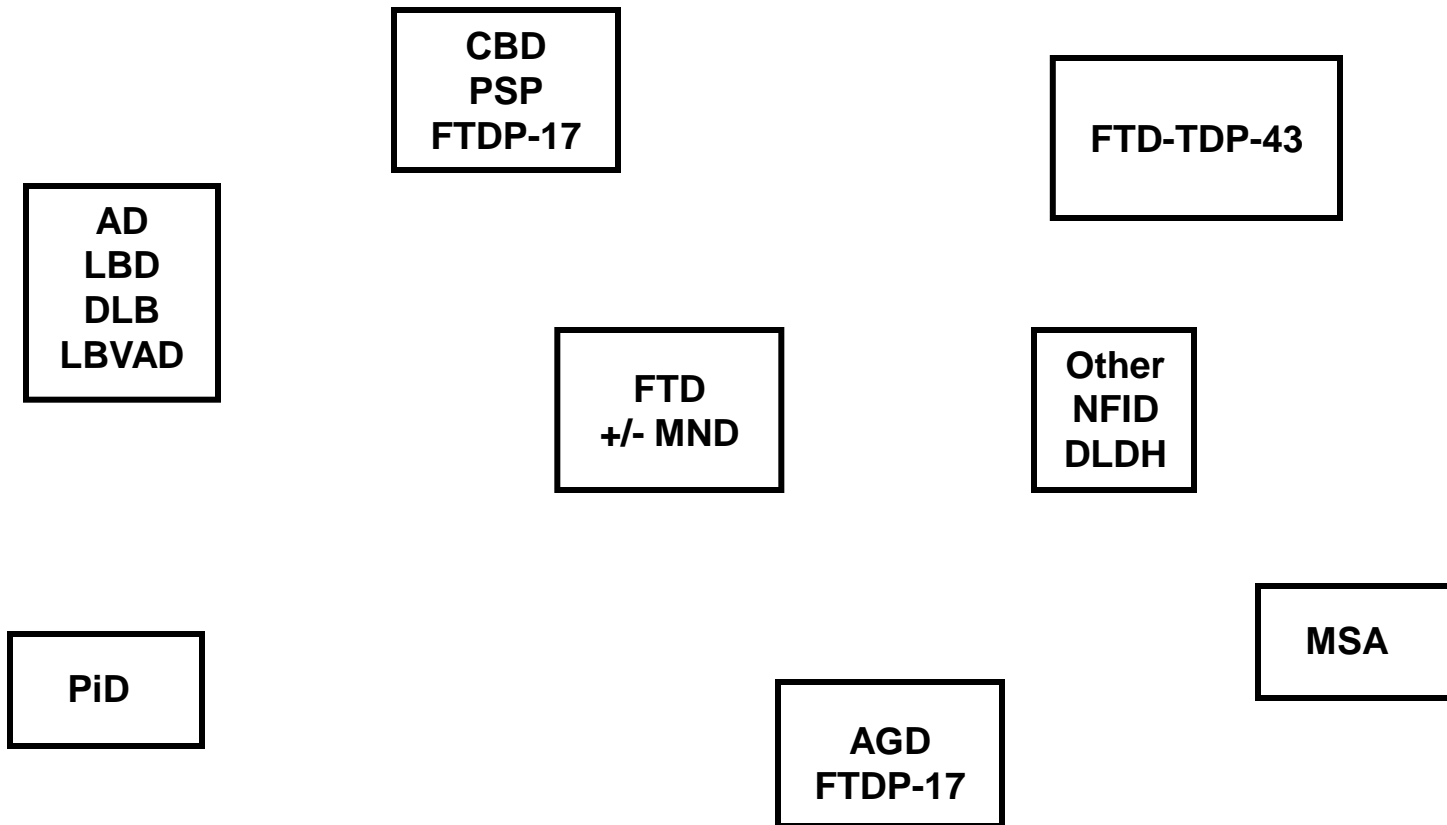 CBD
PSP
FTDP-17
FTD-TDP-43
AD
LBD
DLB
LBVAD
FTD
+/- MND
Other
NFID
DLDH
PiD
MSA
AGD
FTDP-17